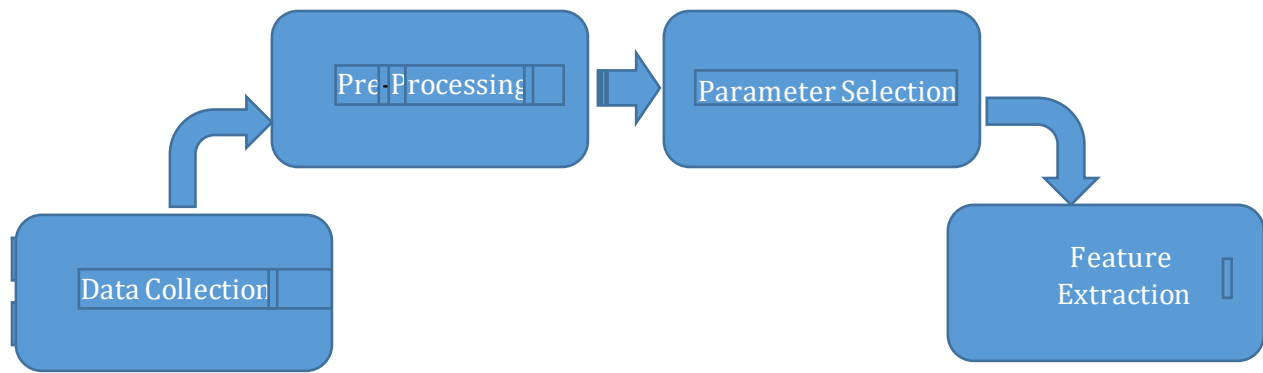 Data Collection
Pre-Processing
Parameter Selection
Feature
Extraction